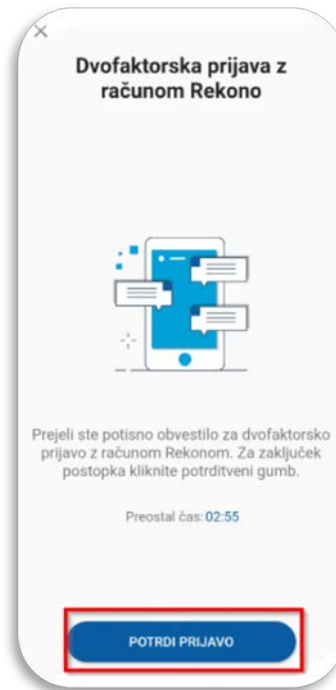 Dvofaktorska prijava z
računom Rekono
Prejeli ste potisno obvestilo za dvofaktorsko
prijavo z računom Rekonom. Za zaključek
postopka kliknite potrditveni gumb.
Preostal čas: 02:55
POTRDI PRIJAVO